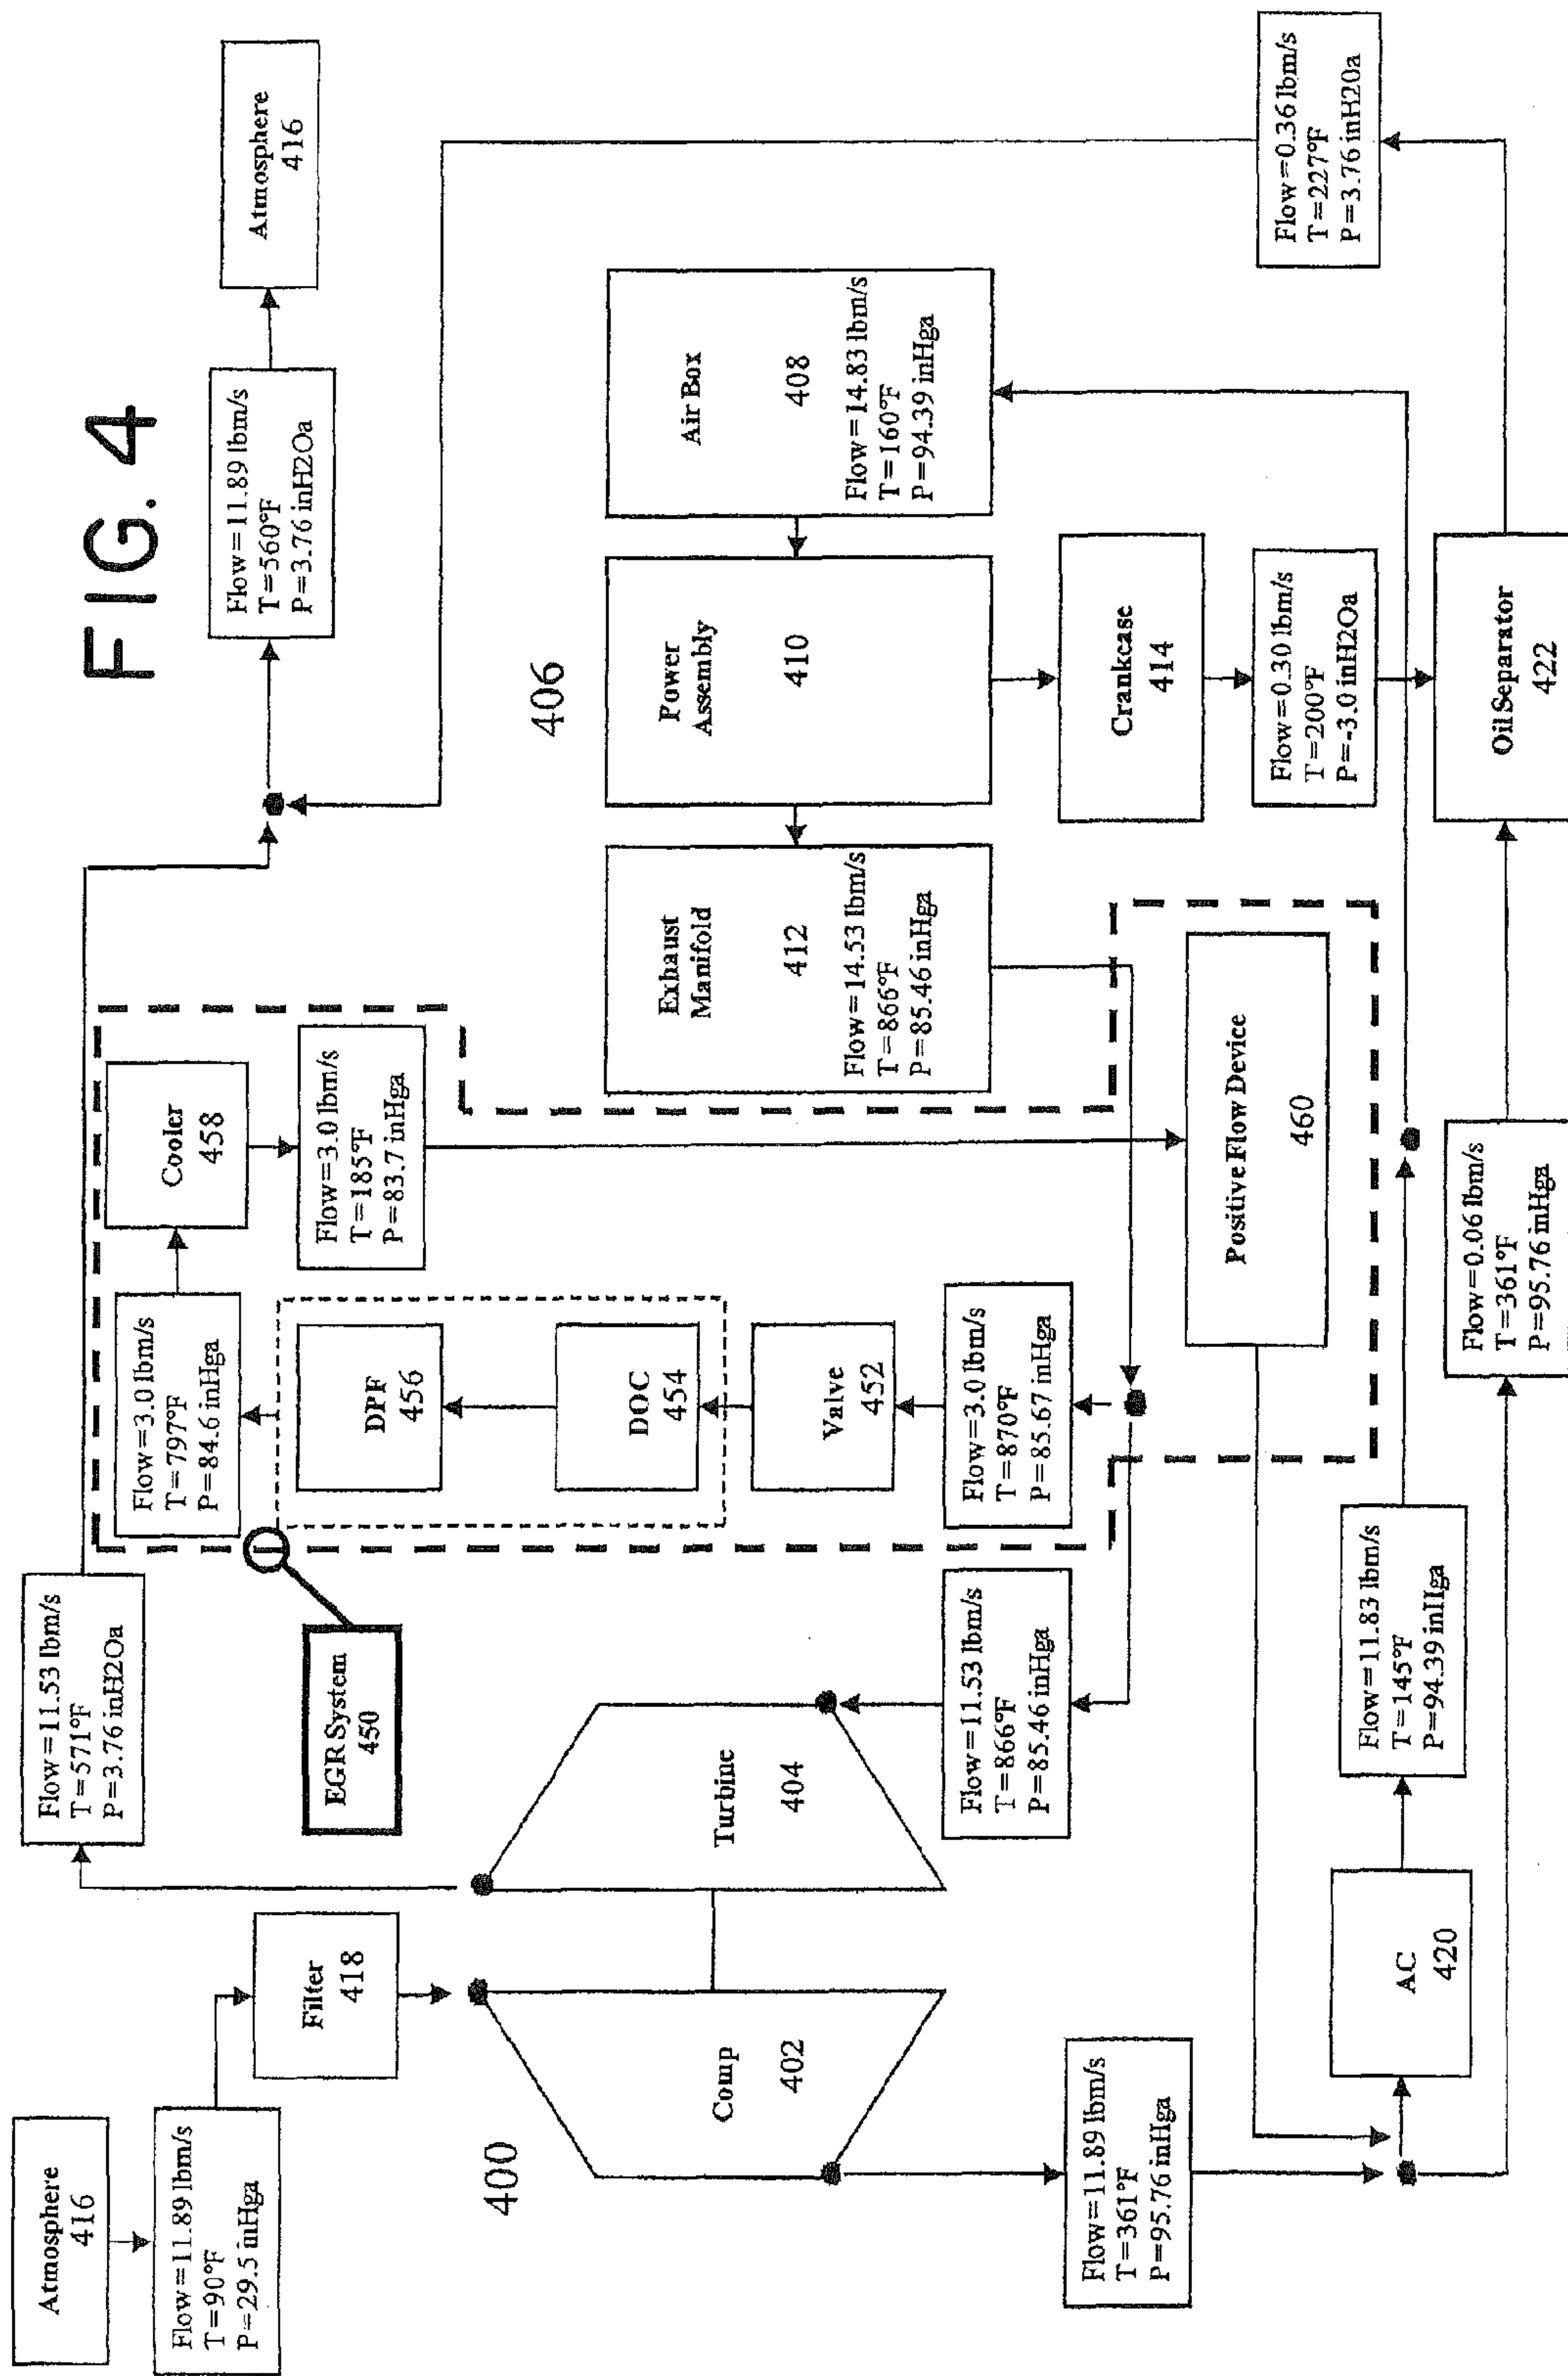 FIG. 4
Atmosphere
416
Flow=11.89 lbm/s
T=90°F
P=29.5 inHga
Filter
418
400
Comp
402
Flow=11.89 lbm/s
T=361°F
P=95.76 inHga
Turbine
404
Flow=11.53 lbm/s
T=571°F
P=3.76 inH2Oa
EGR System
450
Flow=11.53 lbm/s
T=866°F
P=85.46 inHga
AC
420
Flow=11.83 lbm/s
T=145°F
P=94.39 inHga
Flow=3.0 lbm/s
T=797°F
P=84.6 inHga
DPF
456
DOC
454
Valve
452
Flow=3.0 lbm/s
T=870°F
P=85.67 inHga
Cooler
458
Flow=3.0 lbm/s
T=185°F
P=83.7 inHga
Positive Flow Device
460
Flow=0.06 lbm/s
T=361°F
P=95.76 inHga
406
Exhaust
Manifold
412
Flow=14.53 lbm/s
T=866°F
P=85.46 inHga
Power
Assembly
410
Air Box
408
Flow=14.83 lbm/s
T=160°F
P=94.39 inHga
Crankcase
414
Flow=0.30 lbm/s
T=200°F
P=-3.0 inH2Oa
Oil Separator
422
Flow=0.36 lbm/s
T=227°F
P=3.76 inH20a
Flow=11.89 lbm/s
T=560°F
P=3.76 inH2Oa
Atmosphere
416